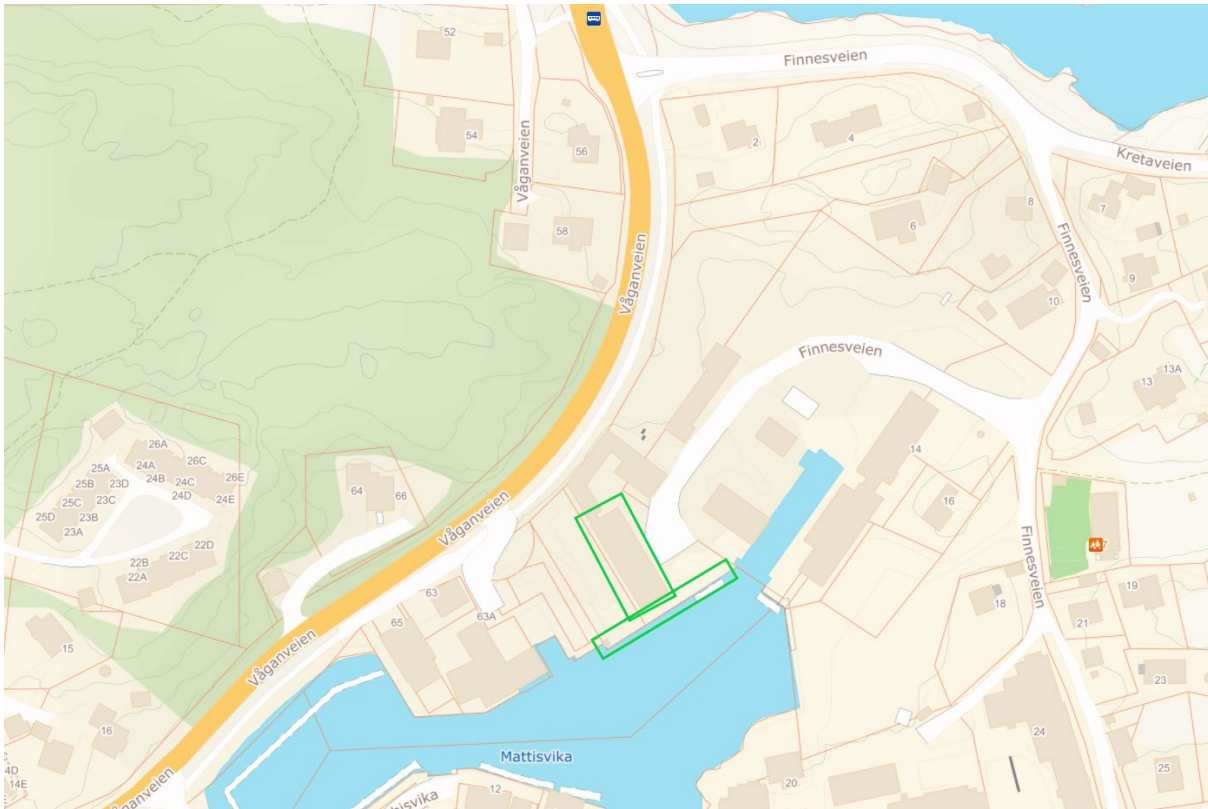 52
Finnesveien
54
Våganveien
56
2
4
Kretaveien
58
6
8
7
Våganveien
Finnesveien
9
10
Finnesveien
13A
13
26A
24A
26C
25A
24B
26E
25B
23D
24C
25C
23C
24D
24E
25D
23B
23A
64
66
14
Våganveien
16
Finnesveien
22D
22B
22C
22A
63
63A
65
18
19
21
15
Våganveien
23
16
24
Mattisvika
4D
14E
12
20
25